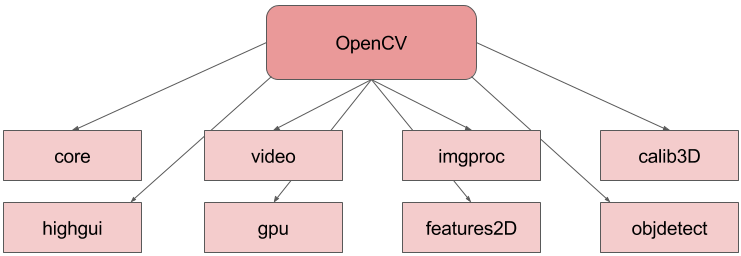 OpenCV
core
video
imgproc
calib3D
highgui
gpu
features2D
objdetect